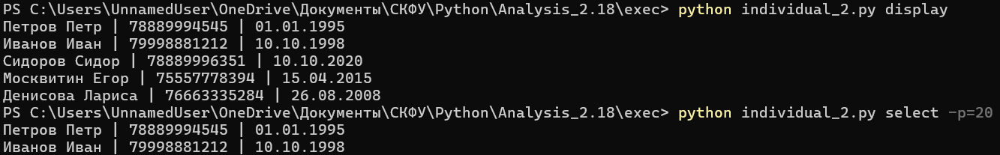 PS C:\Users\UnnamedUser\OneDrive\Документы\СКФУ\Python\Analysis_2.18\exec> python individual_2.py display
Петров Петр | 78889994545 | 01.01.1995
Иванов Иван | 79998881212 | 10.10.1998
Сидоров Сидор | 78889996351 | 10.10.2020
Москвитин Егор | 75557778394 | 15.04.2015
Денисова Лариса | 76663335284 | 26.08.2008
PS C:\Users\UnnamedUser\OneDrive\Документы\СКФУ\Python\Analysis_2.18\exec> python individual_2.py select -p=20
Петров Петр | 78889994545 | 01.01.1995
Иванов Иван | 79998881212 | 10.10.1998